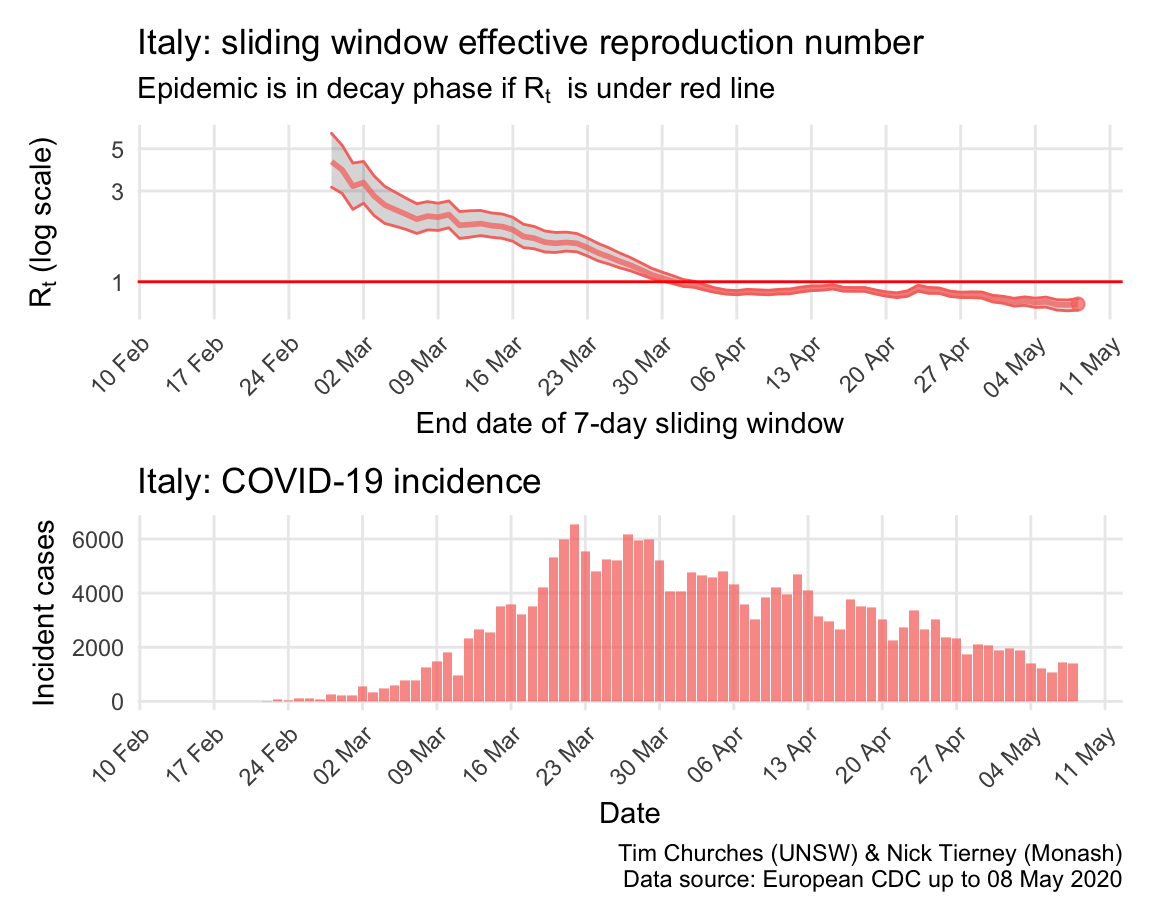 Italy: sliding window effective reproduction number
Epidemic is in decay phase if Rt is under red line
Rt (log scale)
5
3
1
10 Feb 17 Feb 24 Feb 02 Mar 09 Mar 16 Mar 23 Mar 30 Mar 06 Apr 13 Apr 20 Apr 27 Apr 04 May 11 May
End date of 7-day sliding window
Italy: COVID-19 incidence
Incident cases
6000
4000
2000
0
10 Feb 17 Feb 24 Feb 02 Mar 09 Mar 16 Mar 23 Mar 30 Mar 06 Apr 13 Apr 20 Apr 27 Apr 04 May 11 May
Date
Tim Churches (UNSW) & Nick Tierney (Monash)
Data source: European CDC up to 08 May 2020